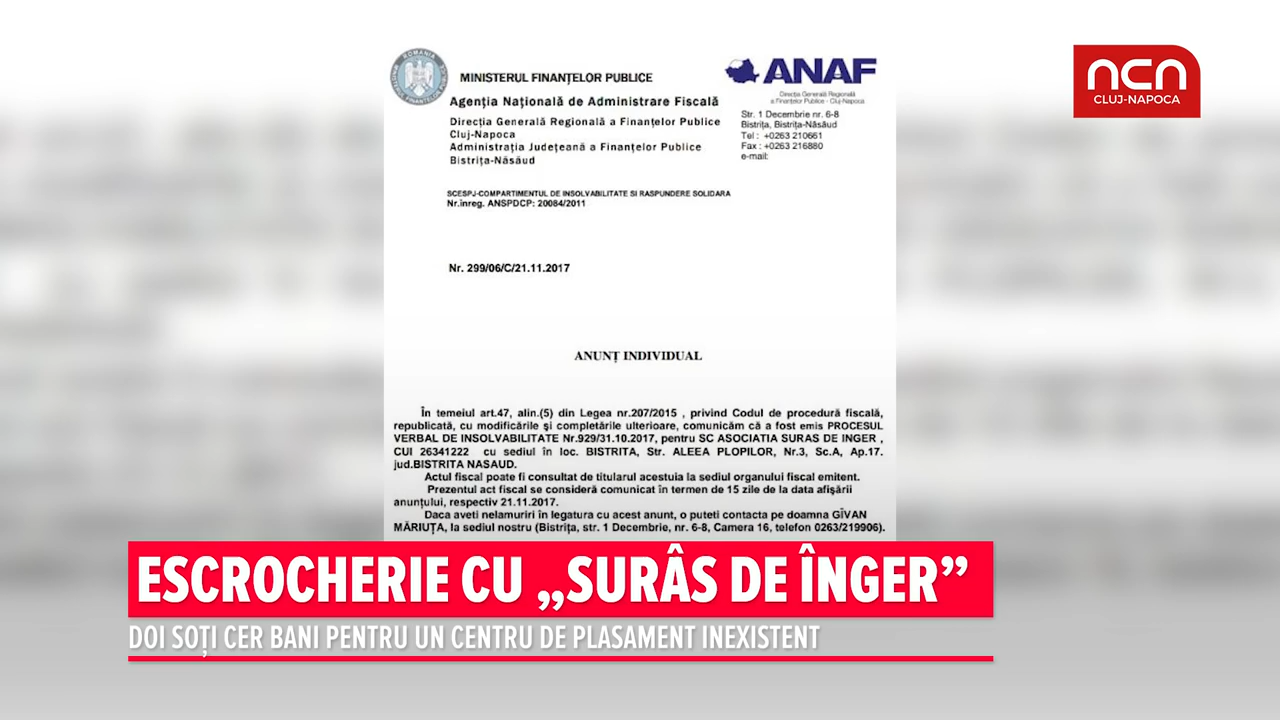 MINISTERUL FINANȚELOR PUBLICE
Agenția Națională de Administrare Fiscală
Direcția Generală Regională a Finanțelor Publice
Cluj-Napoca
Administrația Județeană a Finanțelor Publice
Bistrița-Năsăud
ANAF
Direcția Generală Regională
a Finanțelor Publice - Cluj-Napoca
Str. 1 Decembrie nr. 6-8
Bistrița, Bistrița-Năsăud
Tel : +0263 210661
Fax : +0263 216880
e-mail:
ncn
CLUJ-NAPOCA
SCESPJ-COMPARTIMENTUL DE INSOLVABILITATE SI RASPUNDERE SOLIDARA
Nr.înreg. ANSPDCP: 20084/2011
Nr. 299/06/C/21.11.2017
ANUNȚ INDIVIDUAL
În temeiul art.47, alin.(5) din Legea nr.207/2015 , privind Codul de procedură fiscală,
republicată, cu modificările şi completările ulterioare, comunicăm că a fost emis PROCESUL
VERBAL DE INSOLVABILITATE Nr.929/31.10.2017, pentru SC ASOCIATIA SURAS DE INGER ,
CUI 26341222 cu sediul în loc. BISTRITA, Str. ALEEA PLOPILOR, Nr.3, Sc.A, Ap.17.
jud.BISTRITA NASAUD.
Actul fiscal poate fi consultat de titularul acestuia la sediul organului fiscal emitent.
Prezentul act fiscal se consideră comunicat în termen de 15 zile de la data afişării
anunțului, respectiv 21.11.2017.
Daca aveti nelamuriri în legatura cu acest anunt, o puteti contacta pe doamna GÎVAN
MĂRIUȚA, la sediul nostru (Bistrița, str. 1 Decembrie, nr. 6-8, Camera 16, telefon 0263/219906).
ESCROCHERIE CU „SURÂS DE ÎNGER”
DOI SOȚI CER BANI PENTRU UN CENTRU DE PLASAMENT INEXISTENT